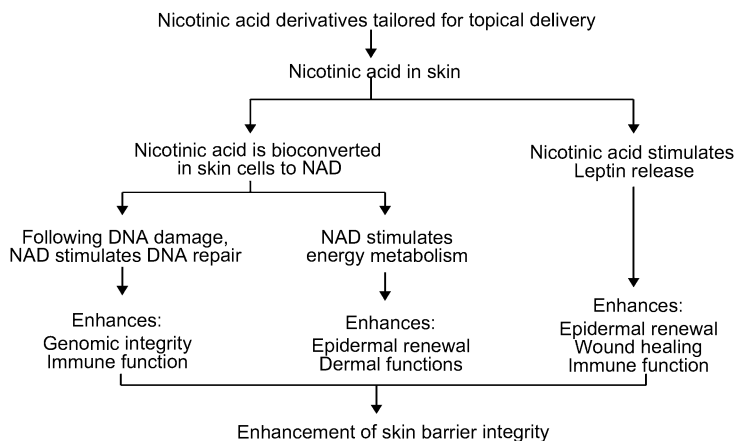 Nicotinic acid derivatives tailored for topical delivery
Nicotinic acid in skin
Nicotinic acid is bioconverted
in skin cells to NAD
Nicotinic acid stimulates
Leptin release
Following DNA damage,
NAD stimulates DNA repair
NAD stimulates
energy metabolism
Enhances:
Genomic integrity
Immune function
Enhances:
Epidermal renewal
Dermal functions
Enhances:
Epidermal renewal
Wound healing
Immune function
Enhancement of skin barrier integrity